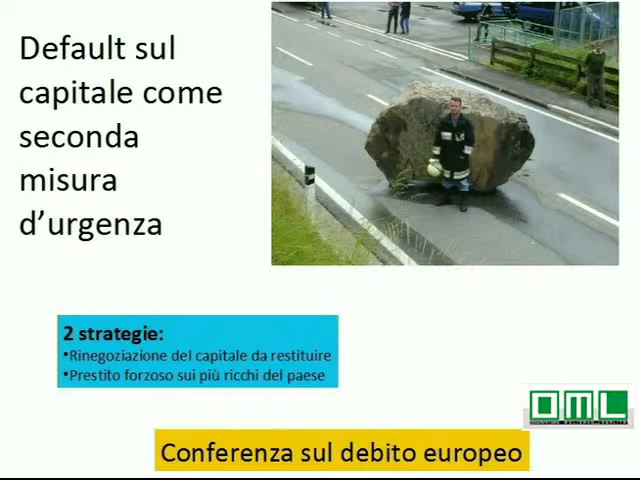 Default sul
capitale come
seconda
misura
d’urgenza
2 strategie:
•Rinegoziazione del capitale da restituire
•Prestito forzoso sui più ricchi del paese
OML
Conferenza sul debito europeo